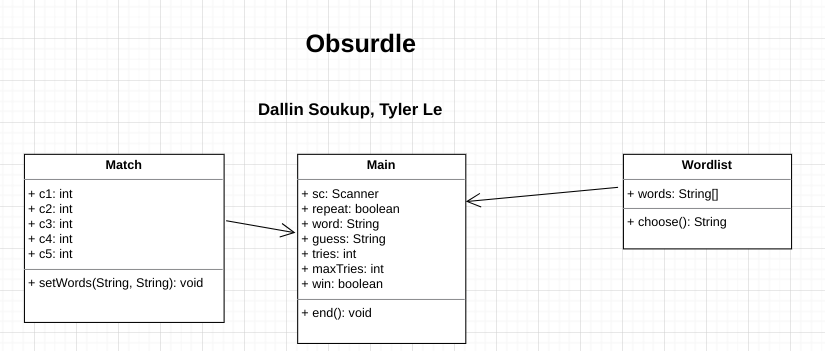 Obsurdle
Dallin Soukup, Tyler Le
Match
+ c1: int
+ c2: int
+ c3: int
+ c4: int
+ c5: int
+ setWords(String, String): void
Main
+ sc: Scanner
+ repeat: boolean
+ word: String
+ guess: String
+ tries: int
+ maxTries: int
+ win: boolean
+ end(): void
Wordlist
+ words: String[]
+ choose(): String